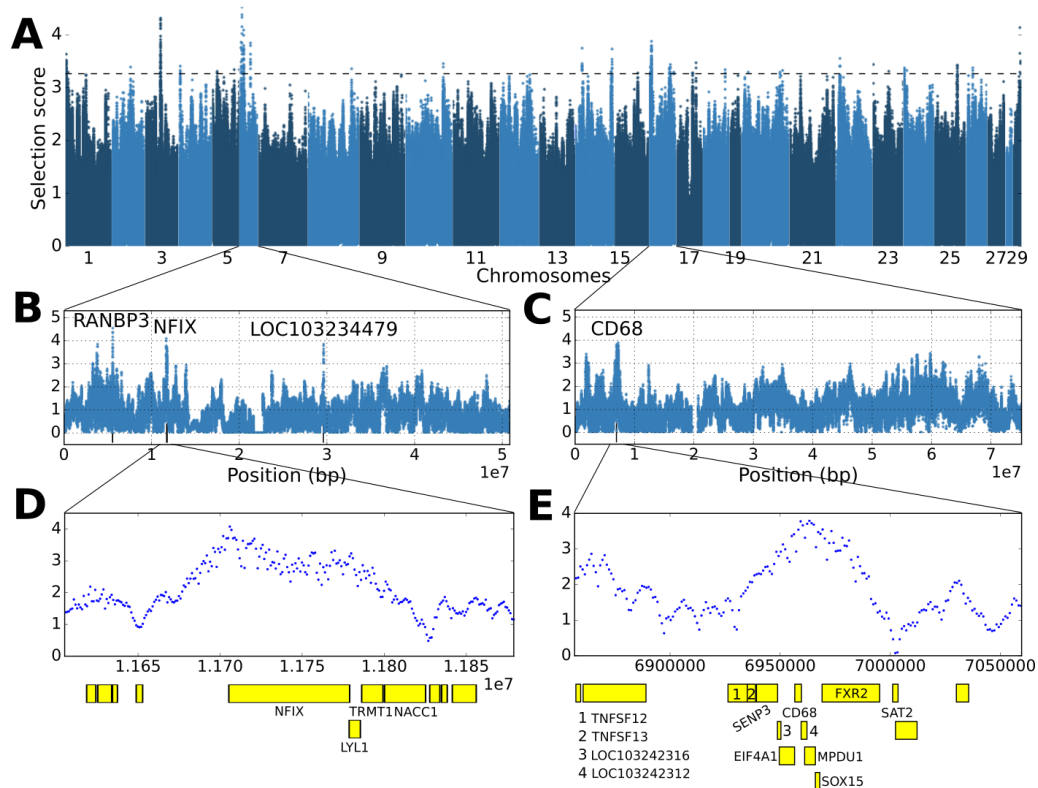 A
Selection score
4
3
2
1
0
1 3 5 7 9 11 13 15 17 19 21 23 25 27 29
Chromosomes
B
5
4
3
2
1
0
RANBP3 NFIX LOC103234479
0 1 2 3 4 5
1e7
Position (bp)
C
5
4
3
2
1
0
CD68
0 1 2 3 4 5 6 7
1e7
Position (bp)
D
4
3
2
1
0
1.165 1.170 1.175 1.180 1.185
1e7
NFIX TRMT1 NACC1
LYL1
E
4
3
2
1
0
6900000 6950000 7000000 7050000
1 2 FXR2
SENP3 CD68 SAT2
1 TNFSF12
2 TNFSF13
3 LOC103242316
4 LOC103242312
3 4
EIF4A1 MPDU1
SOX15